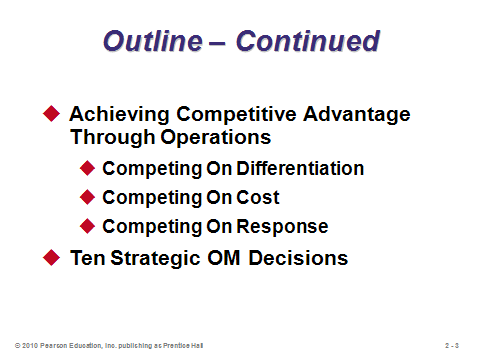 Outline – Continued
Achieving Competitive Advantage
Through Operations
Competing On Differentiation
Competing On Cost
Competing On Response
Ten Strategic OM Decisions
© 2010 Pearson Education, Inc. publishing as Prentice Hall
2 - 3